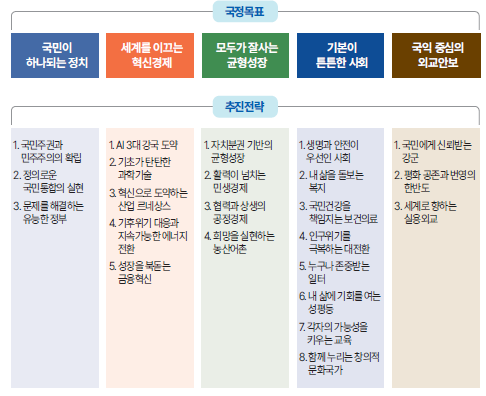 국정목표
국민이
하나되는 정치
세계를 이끄는
혁신경제
모두가 잘사는
균형성장
기본이
튼튼한 사회
국익 중심의
외교안보
추진전략
1. 국민주권과
민주주의의 확립
2. 정의로운
국민통합의 실현
3. 문제를 해결하는
유능한 정부
1. AI 3대 강국 도약
2. 기초가 탄탄한
과학기술
3. 혁신으로 도약하는
산업 르네상스
4. 기후위기 대응과
지속가능한 에너지
전환
5. 성장을 북돋는
금융혁신
1. 자치분권 기반의
균형성장
2. 활력이 넘치는
민생경제
3. 협력과 상생의
공정경제
4. 희망을 실현하는
농산어촌
1. 생명과 안전이
우선인 사회
2. 내 삶을 돌보는
복지
3. 국민건강을
책임지는 보건의료
4. 인구위기를
극복하는 대전환
5. 누구나 존중받는
일터
6. 내 삶에 기회를 여는
성평등
7. 각자의 가능성을
키우는 교육
8. 함께 누리는 창의적
문화국가
1. 국민에게 신뢰받는
강군
2. 평화 공존과 번영의
한반도
3. 세계로 향하는
실용외교